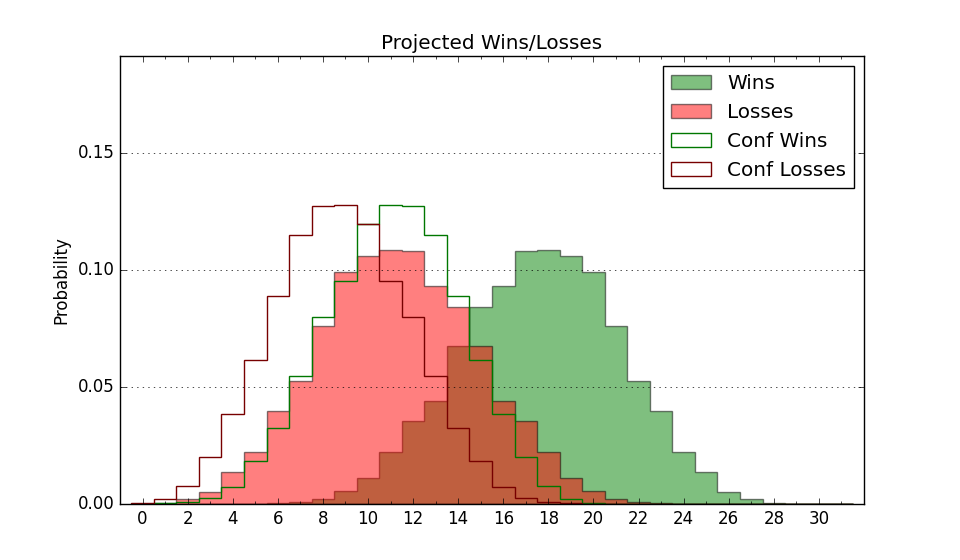 Projected Wins/Losses
Wins
Losses
Conf Wins
Conf Losses
Probability
0.15
0.10
0.05
0.00
0 2 4 6 8 10 12 14 16 18 20 22 24 26 28 30